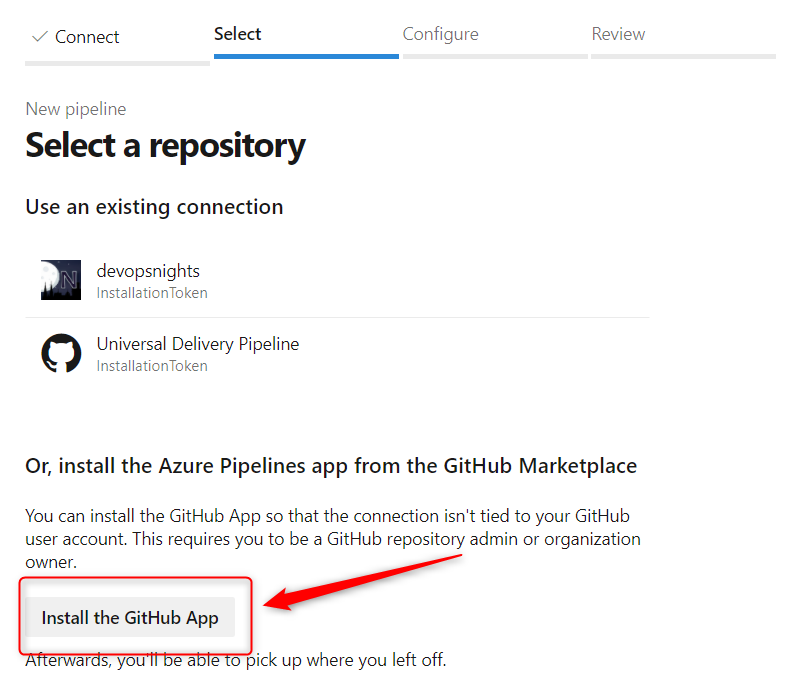 Connect
Select
Configure
Review
New pipeline
Select a repository
Use an existing connection
N
devopsnights
InstallationToken
Universal Delivery Pipeline
InstallationToken
Or, install the Azure Pipelines app from the GitHub Marketplace
You can install the GitHub App so that the connection isn't tied to your GitHub
user account. This requires you to be a GitHub repository admin or organization
owner.
Install the GitHub App
Afterwards, you'll be able to pick up where you left off.